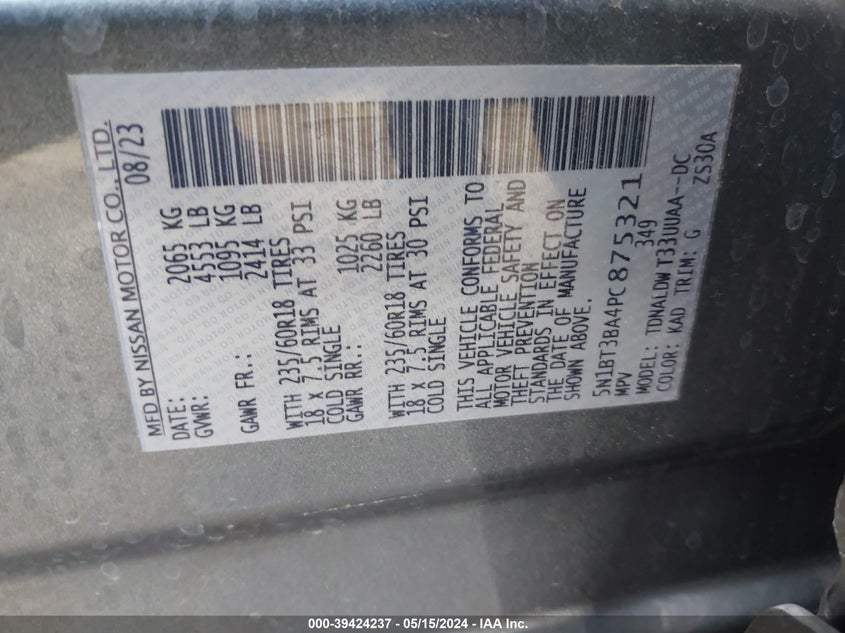 MFD BY NISSAN MOTOR CO., LTD.
DATE: 08/23
GVWR: 2065 KG
4553 LB
GAWR FR.: 1095 KG
2414 LB
WITH 235/60R18 TIRES
18 X 7.5 RIMS AT 33 PSI
COLD SINGLE
GAWR RR.: 1025 KG
2260 LB
WITH 235/60R18 TIRES
18 X 7.5 RIMS AT 30 PSI
COLD SINGLE
THIS VEHICLE CONFORMS TO
ALL APPLICABLE FEDERAL
MOTOR VEHICLE SAFETY AND
THEFT PREVENTION
STANDARDS IN EFFECT ON
THE DATE OF MANUFACTURE
SHOWN ABOVE.
5N1BT3BA4PC875321
MPV 349
MODEL: TDNALDWT33UUAA--DC
COLOR: KAD TRIM: G ZS30A
000-39424237 - 05/15/2024 - IAA Inc.